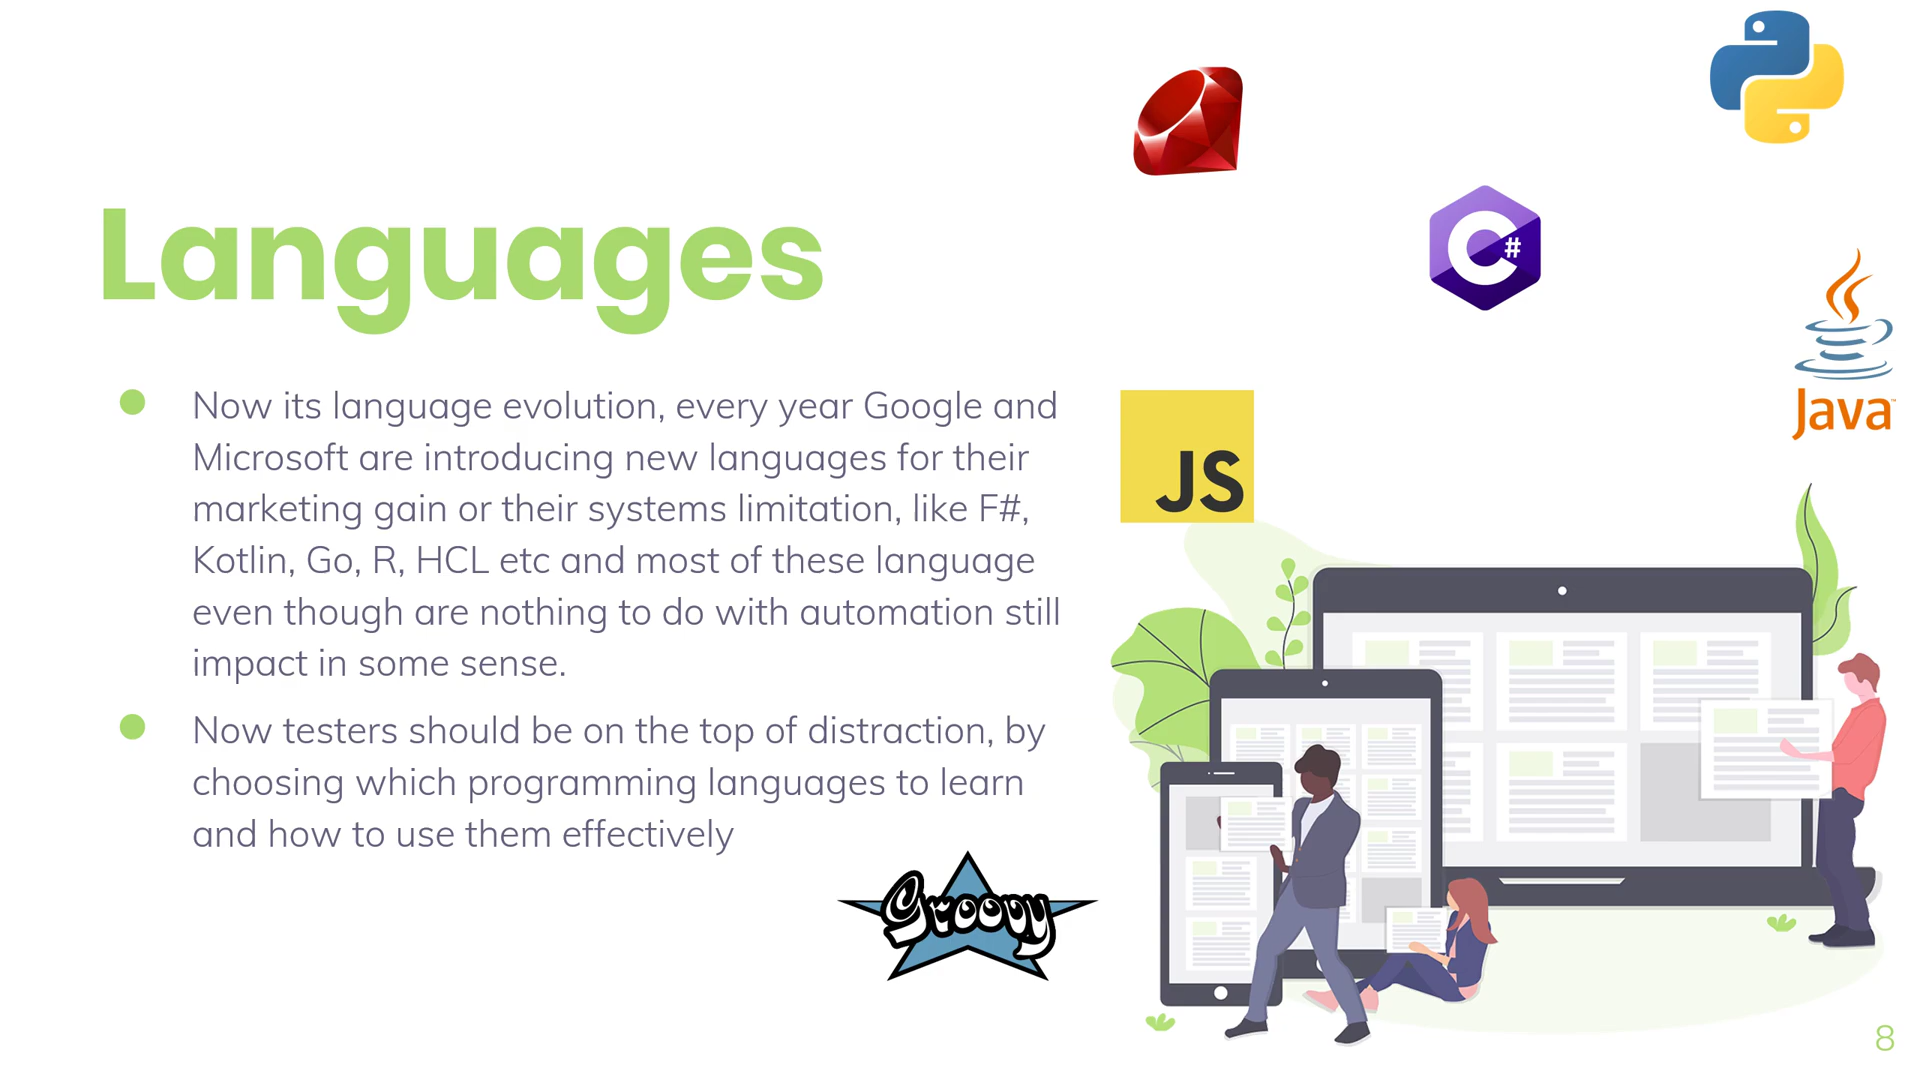 Languages
Now its language evolution, every year Google and
Microsoft are introducing new languages for their
marketing gain or their systems limitation, like F#,
Kotlin, Go, R, HCL etc and most of these language
even though are nothing to do with automation still
impact in some sense.
Now testers should be on the top of distraction, by
choosing which programming languages to learn
and how to use them effectively
C#
Java
JS
Groovy
8